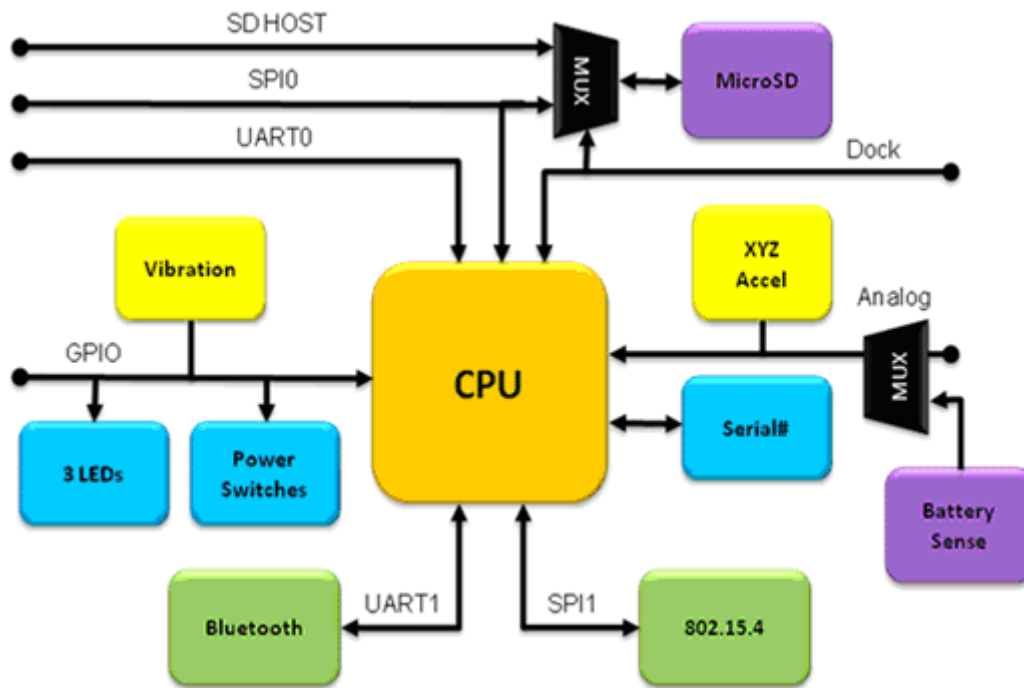 SD HOST
SPI0
UART0
MUX
MicroSD
Dock
Vibration
XYZ
Accel
Analog
GPIO
CPU
MUX
3 LEDs
Power
Switches
Serial#
Battery
Sense
Bluetooth
UART1
SPI1
802.15.4